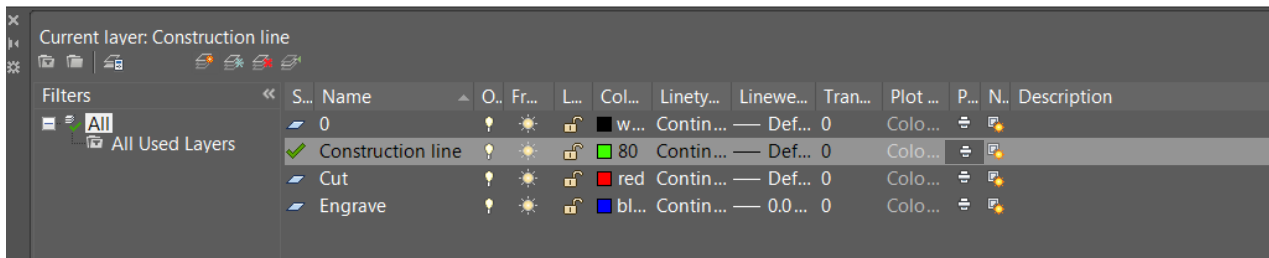 Current layer: Construction line
Filters
All
All Used Layers
S.. Name O.. Fr... L... Col... Linety... Linewe... Tran... Plot ... P... N.. Description
0 w... Contin... Def... 0 Colo...
Construction line 80 Contin... Def... 0 Colo...
Cut red Contin... Def... 0 Colo...
Engrave bl... Contin... 0.0... 0 Colo...